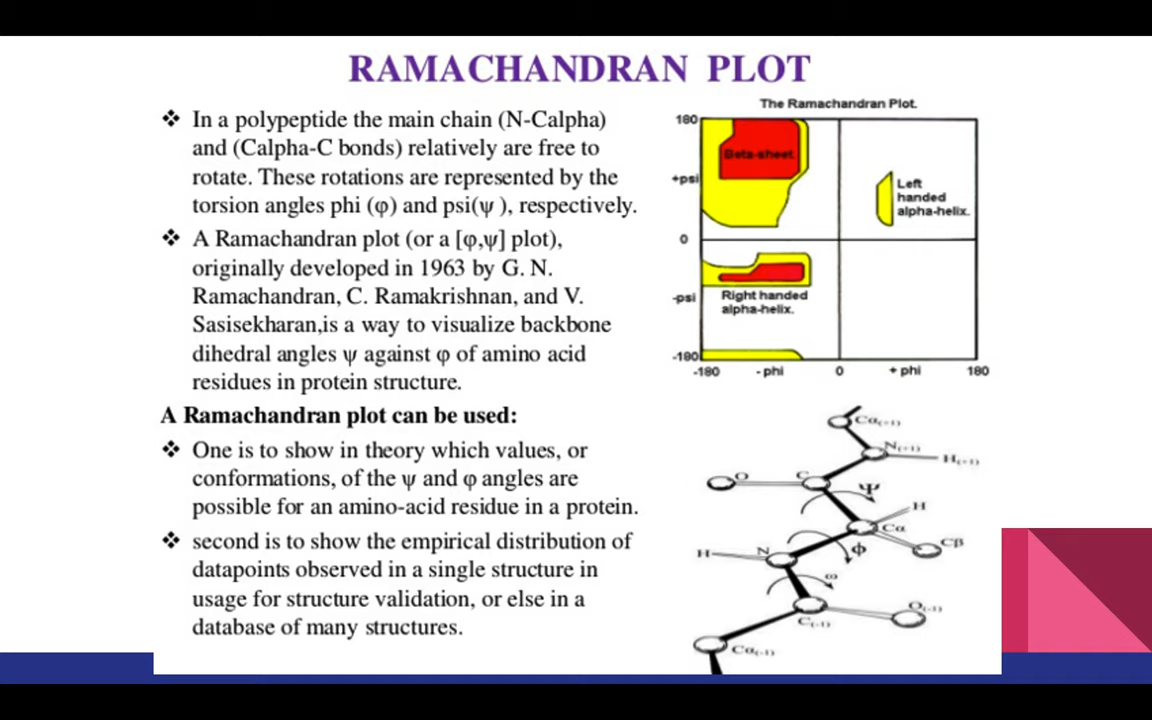 RAMACHANDRAN PLOT
❖ In a polypeptide the main chain (N-Calpha)
and (Calpha-C bonds) relatively are free to
rotate. These rotations are represented by the
torsion angles phi (φ) and psi(ψ ), respectively.
❖ A Ramachandran plot (or a [φ,ψ] plot),
originally developed in 1963 by G. N.
Ramachandran, C. Ramakrishnan, and V.
Sasisekharan,is a way to visualize backbone
dihedral angles ψ against φ of amino acid
residues in protein structure.
A Ramachandran plot can be used:
❖ One is to show in theory which values, or
conformations, of the ψ and φ angles are
possible for an amino-acid residue in a protein.
❖ second is to show the empirical distribution of
datapoints observed in a single structure in
usage for structure validation, or else in a
database of many structures.
The Ramachandran Plot.
180
Beta-sheet
+psi
Left
handed
alpha-helix.
0
-psi
Right handed
alpha-helix.
-180
-180 - phi 0 + phi 180
Cα(+1)
N(+1)
H(+1)
O C
Ψ
H
Cα
Cβ
H N
ϕ
ω
O(-1)
C(-1)
Cα(-1)